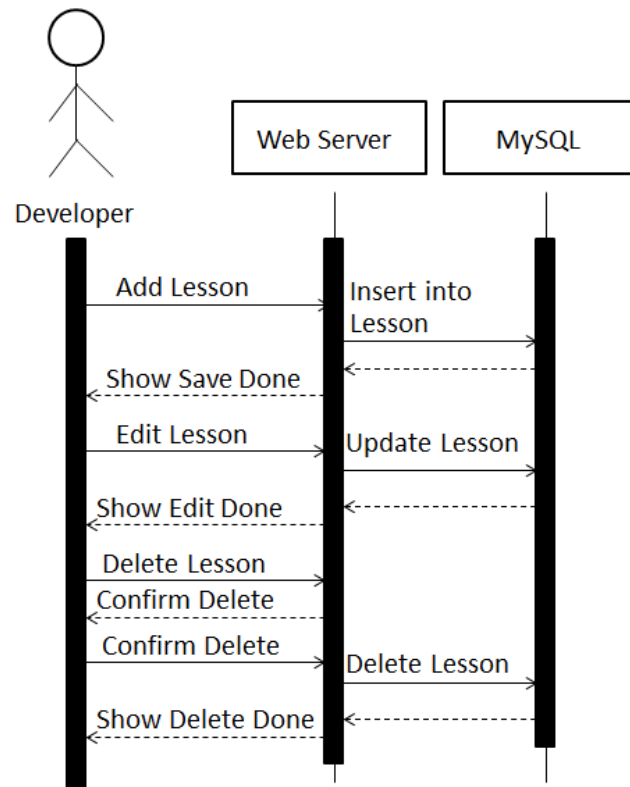 Web Server
MySQL
Developer
Add Lesson
Insert into
Lesson
Show Save Done
Edit Lesson
Update Lesson
Show Edit Done
Delete Lesson
Confirm Delete
Confirm Delete
Delete Lesson
Show Delete Done